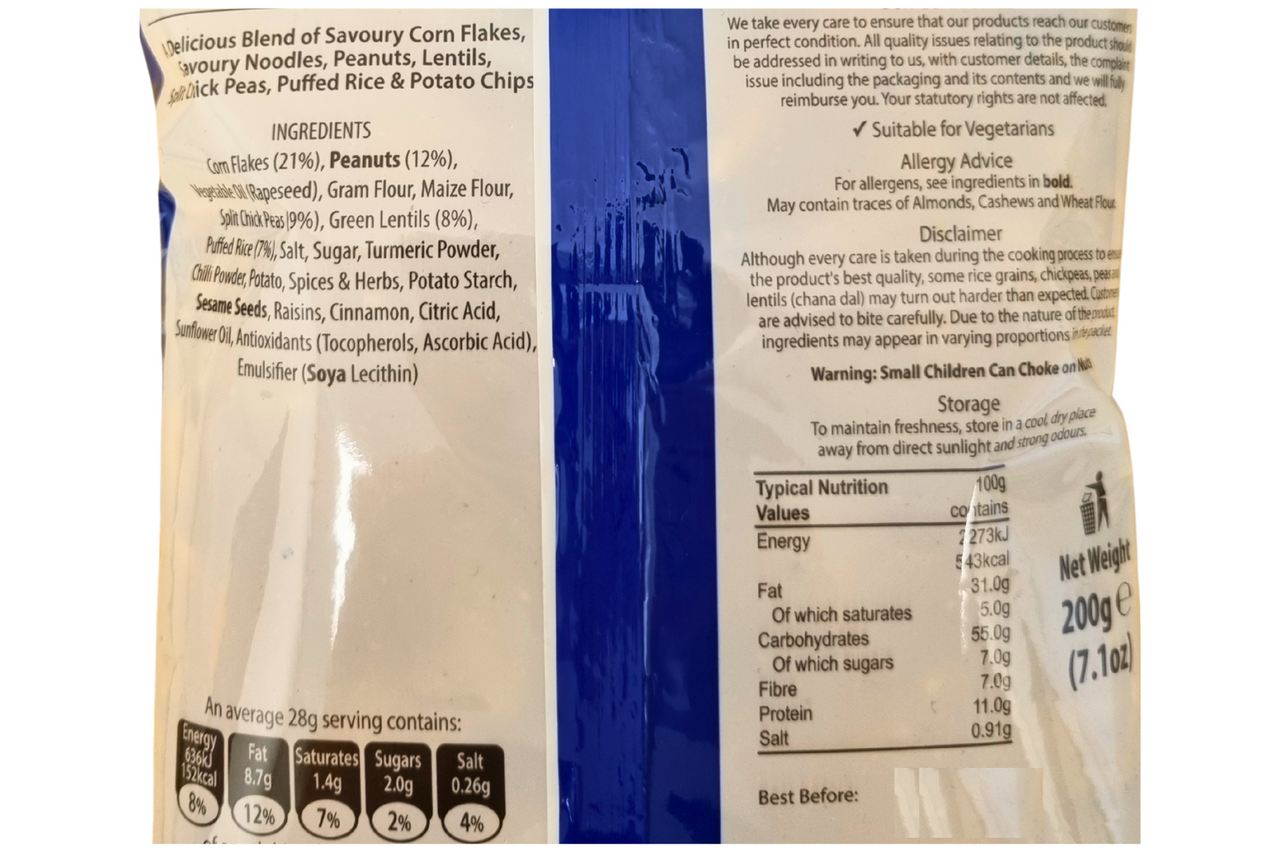 A Delicious Blend of Savoury Corn Flakes,
Savoury Noodles, Peanuts, Lentils,
Split Chick Peas, Puffed Rice & Potato Chips
INGREDIENTS
Corn Flakes (21%), Peanuts (12%),
Vegetable Oil (Rapeseed), Gram Flour, Maize Flour,
Split Chick Peas (9%), Green Lentils (8%),
Puffed Rice (7%), Salt, Sugar, Turmeric Powder,
Chilli Powder, Potato, Spices & Herbs, Potato Starch,
Sesame Seeds, Raisins, Cinnamon, Citric Acid,
Sunflower Oil, Antioxidants (Tocopherols, Ascorbic Acid),
Emulsifier (Soya Lecithin)
An average 28g serving contains:
Energy 636kJ 152kcal 8%
Fat 8.7g 12%
Saturates 1.4g 7%
Sugars 2.0g 2%
Salt 0.26g 4%
We take every care to ensure that our products reach our customers
in perfect condition. All quality issues relating to the product should
be addressed in writing to us, with customer details, the complaint
issue including the packaging and its contents and we will fully
reimburse you. Your statutory rights are not affected.
✓ Suitable for Vegetarians
Allergy Advice
For allergens, see ingredients in bold.
May contain traces of Almonds, Cashews and Wheat Flour
Disclaimer
Although every care is taken during the cooking process to ensure
the product's best quality, some rice grains, chickpeas, peas and
lentils (chana dal) may turn out harder than expected. Customers
are advised to bite carefully. Due to the nature of the product
ingredients may appear in varying proportions in the packet.
Warning: Small Children Can Choke on Nuts
Storage
To maintain freshness, store in a cool, dry place
away from direct sunlight and strong odours.
Typical Nutrition Values 100g contains
Energy 2273kJ
543kcal
Fat 31.0g
Of which saturates 5.0g
Carbohydrates 55.0g
Of which sugars 7.0g
Fibre 7.0g
Protein 11.0g
Salt 0.91g
Best Before:
Net Weight
200g e
(7.1oz)